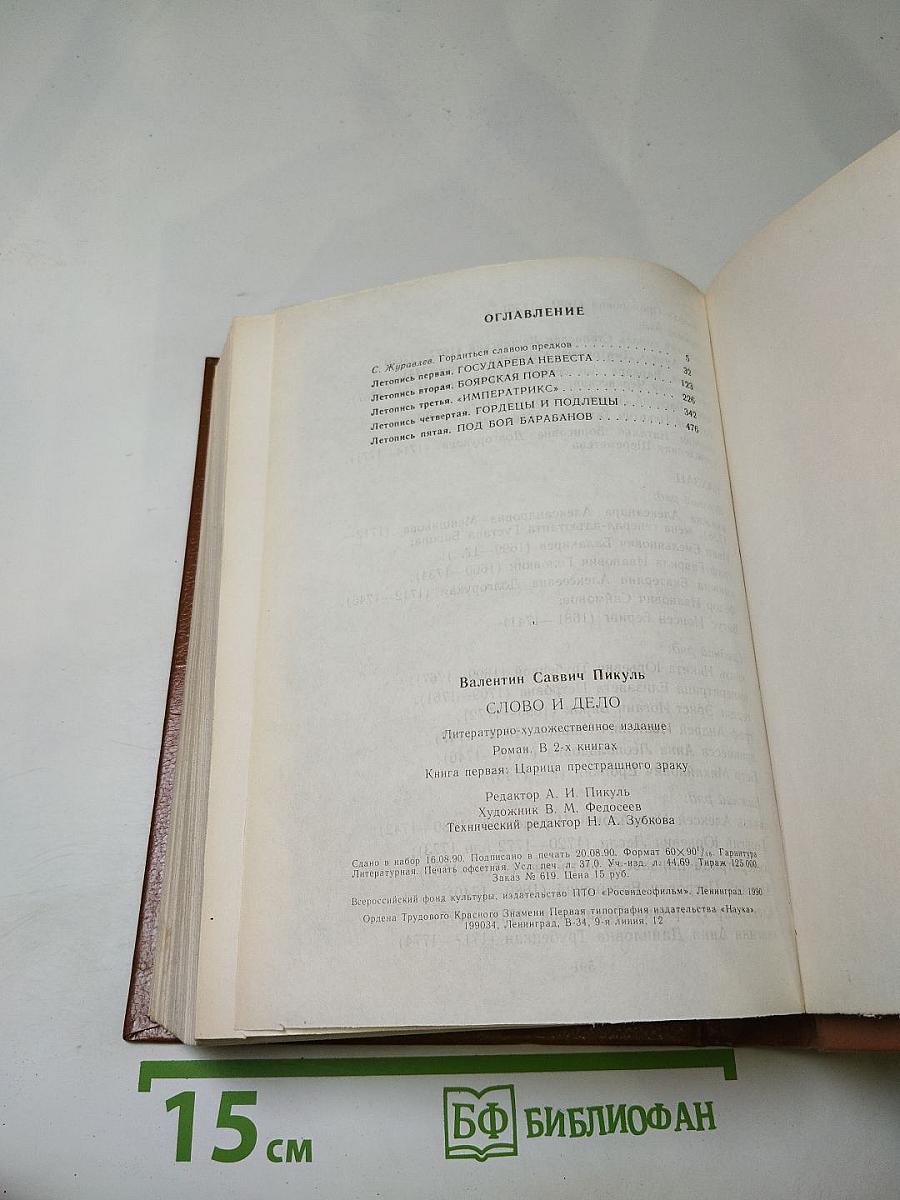 ОГЛАВЛЕНИЕ
С. Журавлев. Гордиться славою предков . . . . . . . . . . . 5
Летопись первая. ГОСУДАРЕВА НЕВЕСТА . . . . . . . . . . 32
Летопись вторая. БОЯРСКАЯ ПОРА . . . . . . . . . . . . 123
Летопись третья. «ИМПЕРАТРИКС» . . . . . . . . . . . . 226
Летопись четвертая. ГОРДЕЦЫ И ПОДЛЕЦЫ . . . . . . . 342
Летопись пятая. ПОД БОЙ БАРАБАНОВ . . . . . . . . . . 476
Валентин Саввич Пикуль
СЛОВО И ДЕЛО
Литературно-художественное издание
Роман. В 2-х книгах
Книга первая: Царица престрашного зраку
Редактор А. И. Пикуль
Художник В. М. Федосеев
Технический редактор Н. А. Зубкова
Сдано в набор 16.08.90. Подписано в печать 20.08.90. Формат 60×90¹/₁₆. Гарнитура
Литературная. Печать офсетная. Усл. печ. л. 37,0. Уч.-изд. л. 44,69. Тираж 125 000.
Заказ № 619. Цена 15 руб.
Всероссийский фонд культуры, издательство ПТО «Росвидеофильм». Ленинград. 1990
Ордена Трудового Красного Знамени Первая типография издательства «Наука».
199034, Ленинград, В-34, 9-я линия, 12
15 см
БФ БИБЛИОФАН